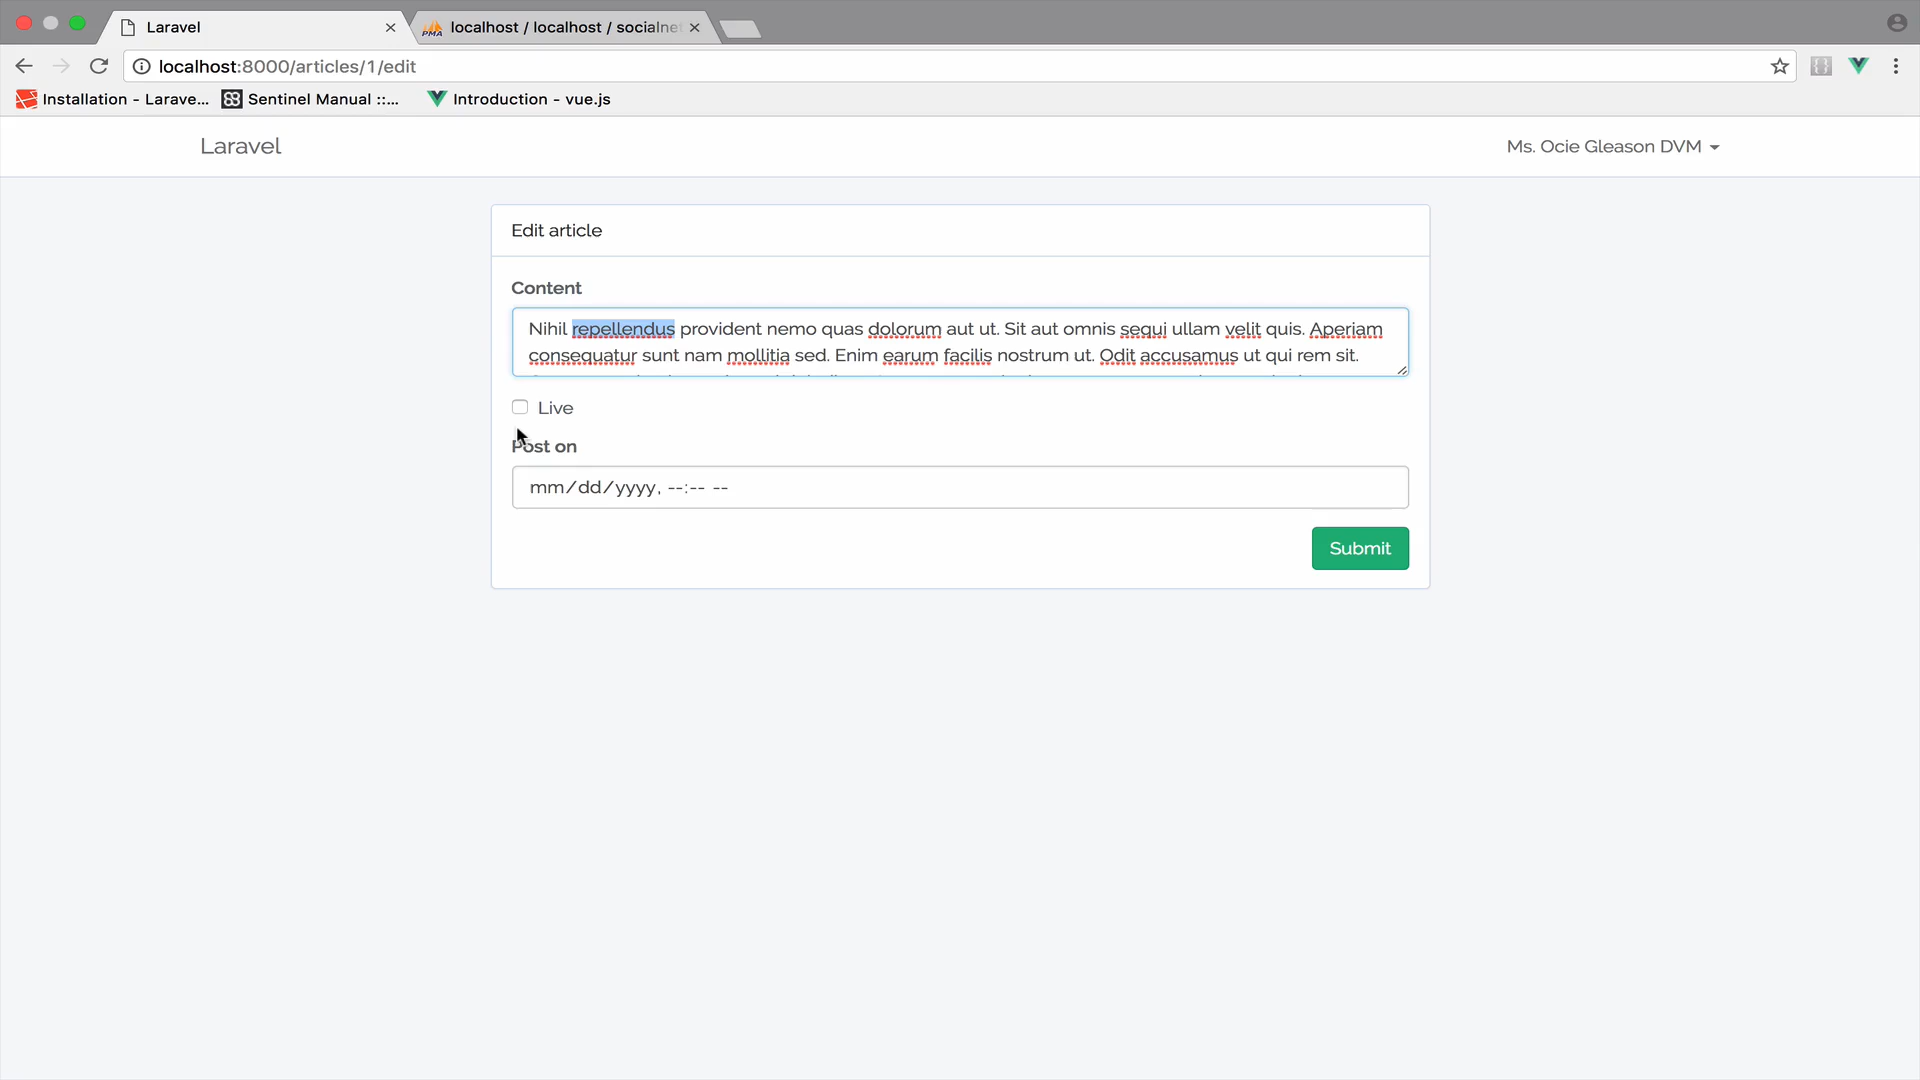 Laravel
localhost / localhost / socialne
localhost:8000/articles/1/edit
Installation - Larave...
Sentinel Manual ::...
Introduction - vue.js
Laravel
Ms. Ocie Gleason DVM
Edit article
Content
Nihil repellendus provident nemo quas dolorum aut ut. Sit aut omnis sequi ullam velit quis. Aperiam
consequatur sunt nam mollitia sed. Enim earum facilis nostrum ut. Odit accusamus ut qui rem sit.
Live
Post on
mm/dd/yyyy, --:-- --
Submit